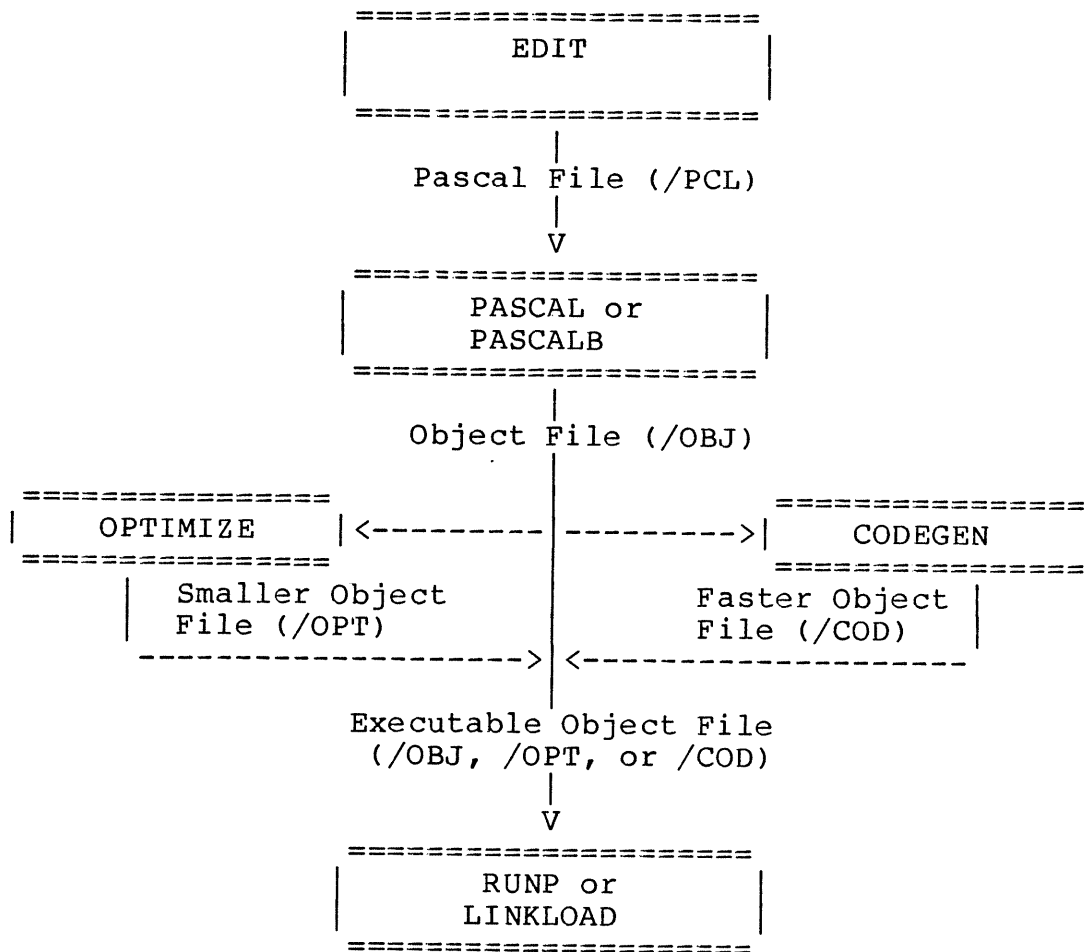 EDIT
Pascal File (/PCL)
V
PASCAL or
PASCALB
Object File (/OBJ)
OPTIMIZE
CODEGEN
Smaller Object
File (/OPT)
Faster Object
File (/COD)
Executable Object File
(/OBJ, /OPT, or /COD)
V
RUNP or
LINKLOAD